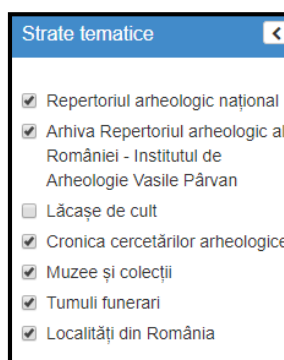 Strate tematice
Repertoriul arheologic național
Arhiva Repertoriul arheologic al
României - Institutul de
Arheologie Vasile Pârvan
Lăcașe de cult
Cronica cercetărilor arheologice
Muzee și colecții
Tumuli funerari
Localități din România